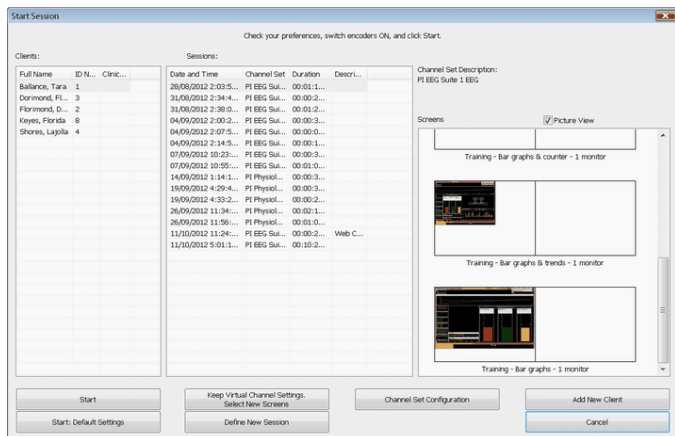 Start Session
Check your preferences, switch encoders ON, and click Start.
Clients:
Sessions:
Full Name ID N... Clinic...
Ballance, Tara 1
Dorimond, Fl... 3
Florimond, D... 2
Keyes, Florida 8
Shores, Lajolla 4
Date and Time Channel Set Duration Descri...
28/08/2012 2:03:5... PI EEG Sui... 00:01:1...
31/08/2012 2:34:4... PI EEG Sui... 00:00:2...
31/08/2012 2:38:0... PI EEG Sui... 00:01:2...
04/09/2012 2:00:2... PI EEG Sui... 00:00:3...
04/09/2012 2:07:5... PI EEG Sui... 00:00:0...
04/09/2012 2:14:5... PI EEG Sui... 00:00:1...
07/09/2012 10:23:... PI EEG Sui... 00:00:3...
07/09/2012 10:55:... PI EEG Sui... 00:01:0...
14/09/2012 1:14:1... PI Physiol... 00:00:3...
19/09/2012 4:29:4... PI Physiol... 00:00:3...
19/09/2012 4:33:2... PI Physiol... 00:00:2...
26/09/2012 11:34:... PI Physiol... 00:02:1...
26/09/2012 11:56:... PI Physiol... 00:01:0...
11/10/2012 11:24:... PI EEG Sui... 00:00:2... Web C...
11/10/2012 5:01:1... PI EEG Sui... 00:10:2...
Channel Set Description:
PI EEG Suite 1 EEG
Screens
Picture View
Training - Bar graphs & counter - 1 monitor
Training - Bar graphs & trends - 1 monitor
Training - Bar graphs - 1 monitor
Start
Keep Virtual Channel Settings.
Select New Screens
Channel Set Configuration
Add New Client
Start: Default Settings
Define New Session
Cancel